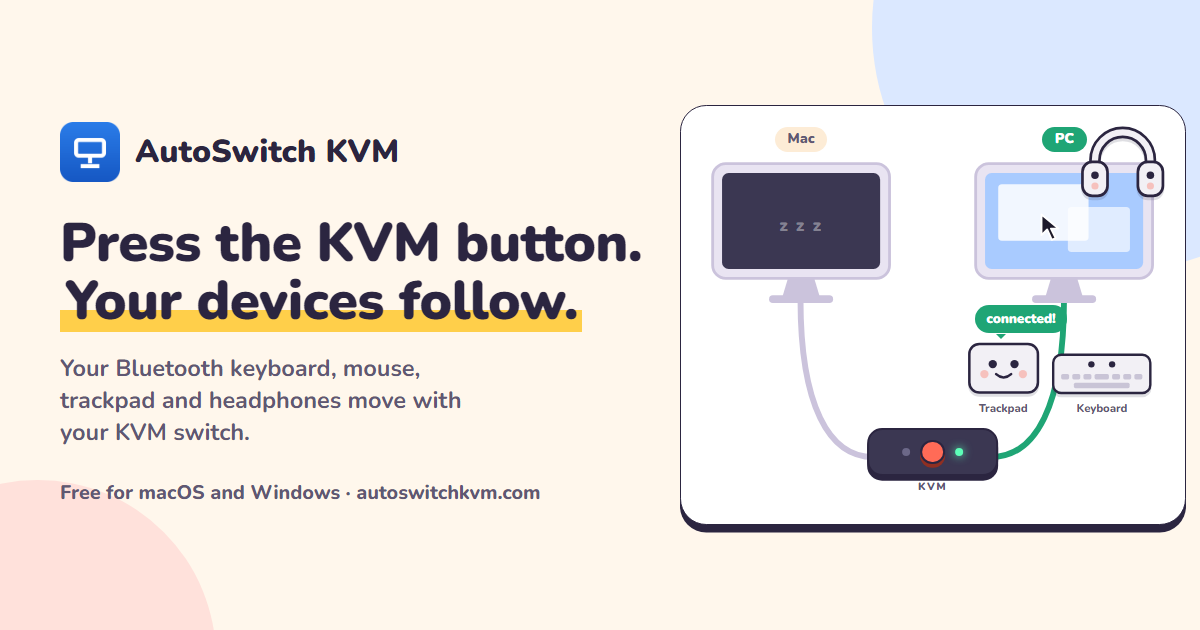 AutoSwitch KVM
Press the KVM button.
Your devices follow.
Your Bluetooth keyboard, mouse,
trackpad and headphones move with
your KVM switch.
Free for macOS and Windows · autoswitchkvm.com
Mac
PC
z z z
connected!
Trackpad
Keyboard
KVM